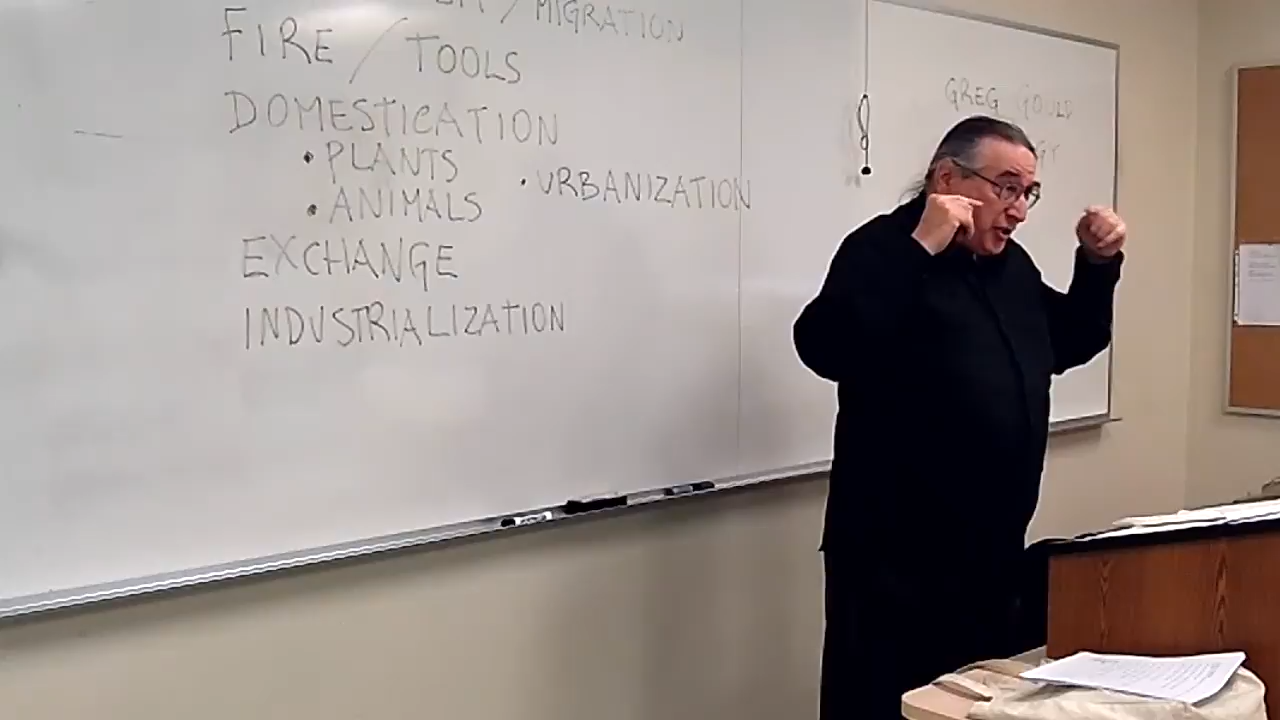 / MIGRATION
FIRE / TOOLS
DOMESTICATION
• PLANTS
• ANIMALS
• URBANIZATION
EXCHANGE
INDUSTRIALIZATION
GREG GOULD